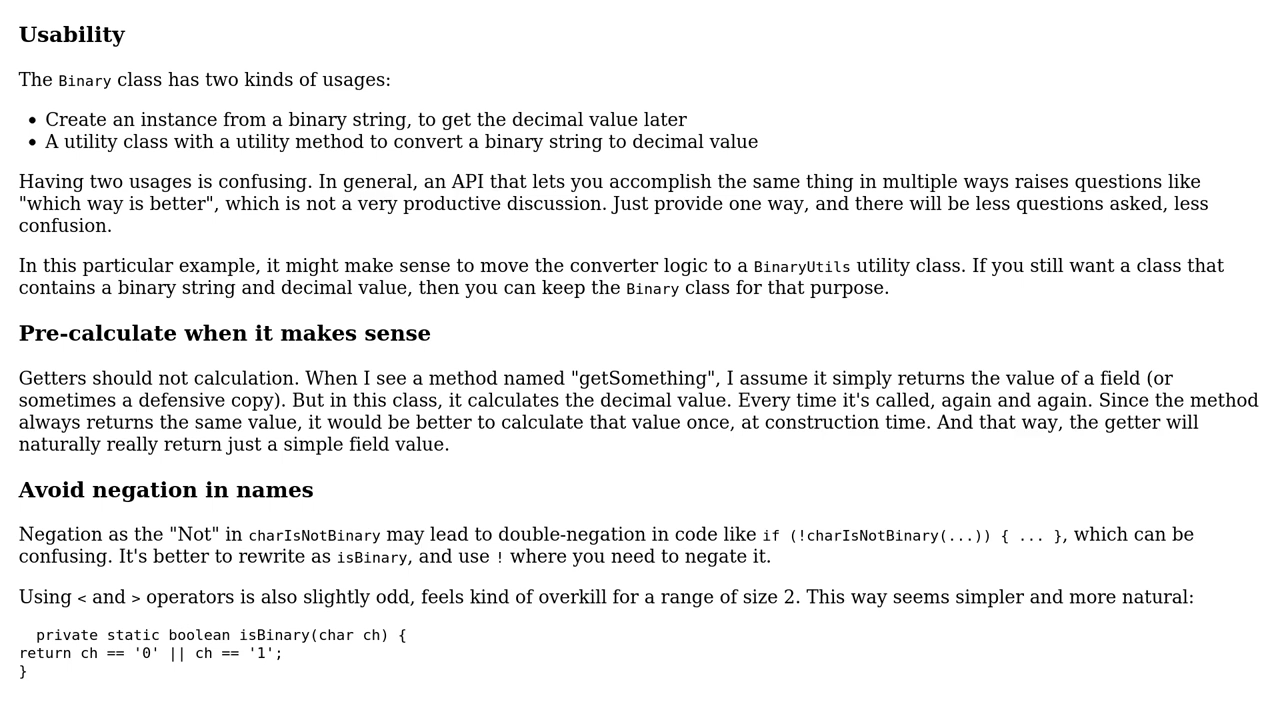 Usability
The Binary class has two kinds of usages:
• Create an instance from a binary string, to get the decimal value later
• A utility class with a utility method to convert a binary string to decimal value
Having two usages is confusing. In general, an API that lets you accomplish the same thing in multiple ways raises questions like
"which way is better", which is not a very productive discussion. Just provide one way, and there will be less questions asked, less
confusion.
In this particular example, it might make sense to move the converter logic to a BinaryUtils utility class. If you still want a class that
contains a binary string and decimal value, then you can keep the Binary class for that purpose.
Pre-calculate when it makes sense
Getters should not calculation. When I see a method named "getSomething", I assume it simply returns the value of a field (or
sometimes a defensive copy). But in this class, it calculates the decimal value. Every time it's called, again and again. Since the method
always returns the same value, it would be better to calculate that value once, at construction time. And that way, the getter will
naturally really return just a simple field value.
Avoid negation in names
Negation as the "Not" in charIsNotBinary may lead to double-negation in code like if (!charIsNotBinary(...)) { ... }, which can be
confusing. It's better to rewrite as isBinary, and use ! where you need to negate it.
Using < and > operators is also slightly odd, feels kind of overkill for a range of size 2. This way seems simpler and more natural:
private static boolean isBinary(char ch) {
return ch == '0' || ch == '1';
}